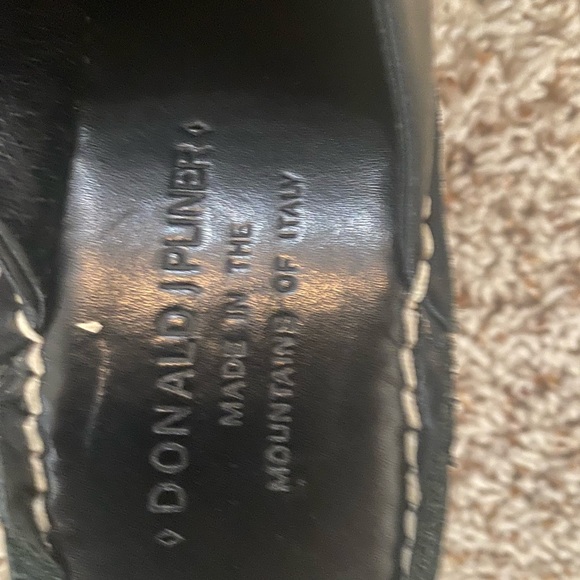 ◊ DONALD J PLINER ◊
MADE IN THE
MOUNTAINS OF ITALY